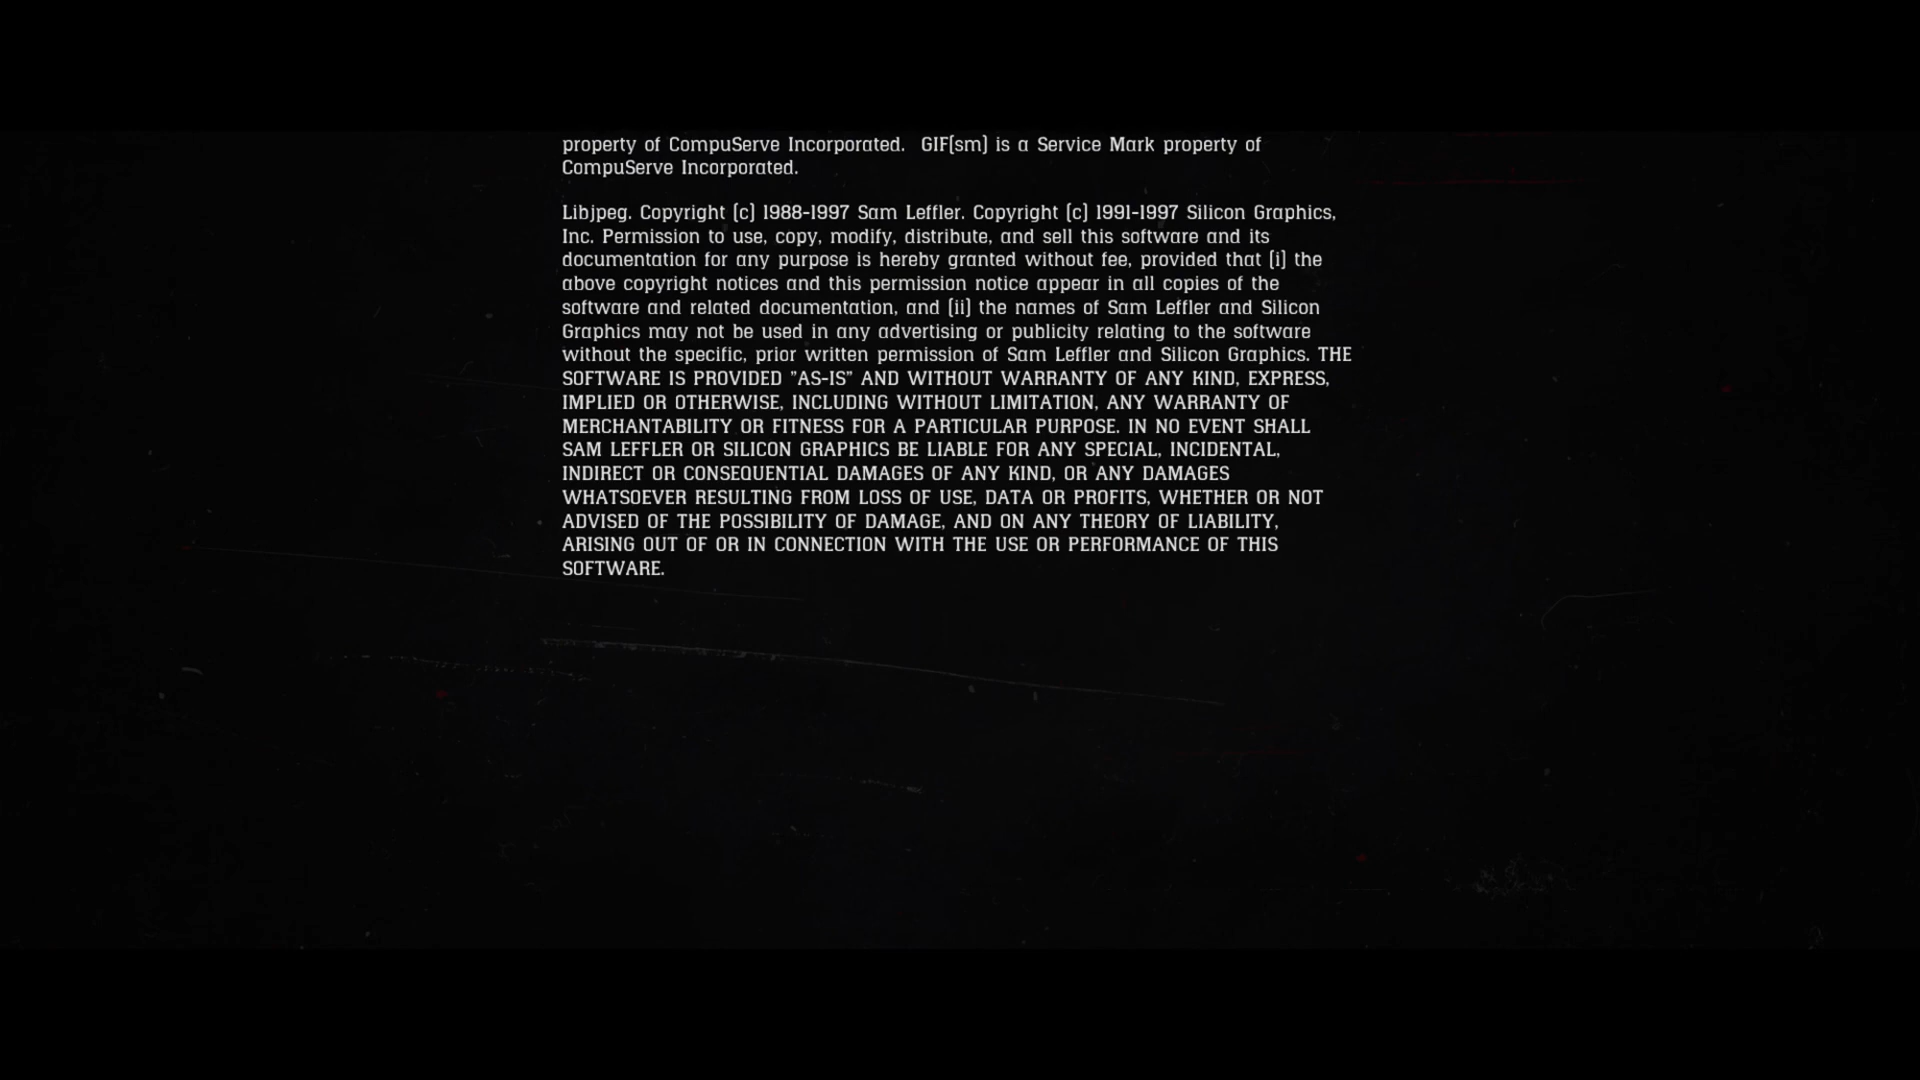 property of CompuServe Incorporated.  GIF(sm) is a Service Mark property of
CompuServe Incorporated.
Libjpeg. Copyright (c) 1988-1997 Sam Leffler. Copyright (c) 1991-1997 Silicon Graphics,
Inc. Permission to use, copy, modify, distribute, and sell this software and its
documentation for any purpose is hereby granted without fee, provided that (i) the
above copyright notices and this permission notice appear in all copies of the
software and related documentation, and (ii) the names of Sam Leffler and Silicon
Graphics may not be used in any advertising or publicity relating to the software
without the specific, prior written permission of Sam Leffler and Silicon Graphics. THE
SOFTWARE IS PROVIDED "AS-IS" AND WITHOUT WARRANTY OF ANY KIND, EXPRESS,
IMPLIED OR OTHERWISE, INCLUDING WITHOUT LIMITATION, ANY WARRANTY OF
MERCHANTABILITY OR FITNESS FOR A PARTICULAR PURPOSE. IN NO EVENT SHALL
SAM LEFFLER OR SILICON GRAPHICS BE LIABLE FOR ANY SPECIAL, INCIDENTAL,
INDIRECT OR CONSEQUENTIAL DAMAGES OF ANY KIND, OR ANY DAMAGES
WHATSOEVER RESULTING FROM LOSS OF USE, DATA OR PROFITS, WHETHER OR NOT
ADVISED OF THE POSSIBILITY OF DAMAGE, AND ON ANY THEORY OF LIABILITY,
ARISING OUT OF OR IN CONNECTION WITH THE USE OR PERFORMANCE OF THIS
SOFTWARE.